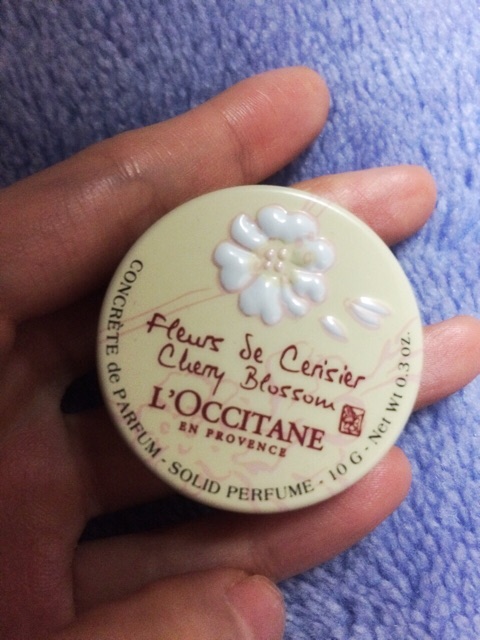 Fleurs de Cerisier
Cherry Blossom
L'OCCITANE
EN PROVENCE
CONCRÈTE de PARFUM - SOLID PERFUME - 10 G - Net Wt 0.3 oz.